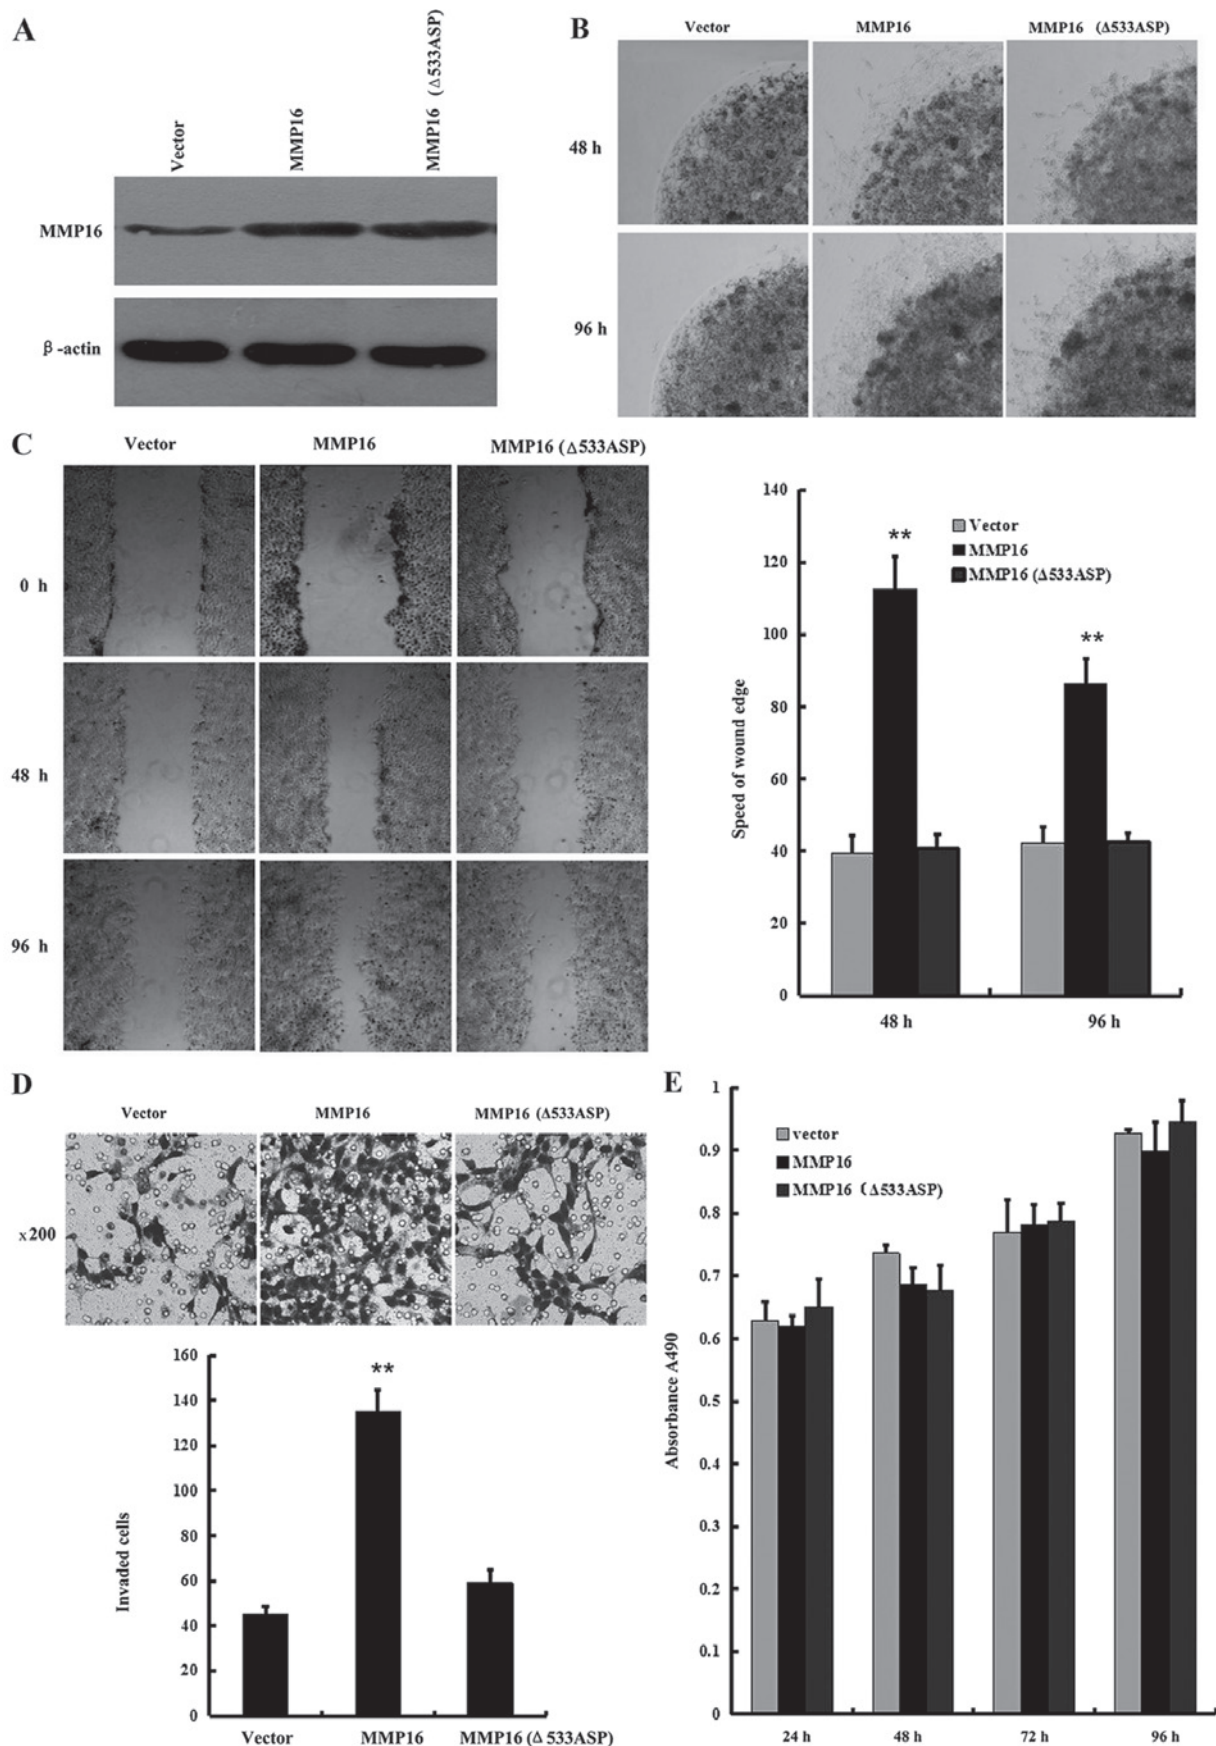 A
Vector
MMP16
MMP16 (Δ533ASP)
MMP16
β-actin
B
Vector
MMP16
MMP16 (Δ533ASP)
48 h
96 h
C
Vector
MMP16
MMP16 (Δ533ASP)
0 h
48 h
96 h
140
120
100
80
60
40
20
0
Speed of wound edge
Vector
MMP16
MMP16 (Δ533ASP)
**
**
48 h
96 h
D
Vector
MMP16
MMP16 (Δ533ASP)
x200
160
140
120
100
80
60
40
20
0
Invaded cells
**
Vector
MMP16
MMP16 (Δ533ASP)
E
1
0.9
0.8
0.7
0.6
0.5
0.4
0.3
0.2
0.1
0
Absorbance A490
vector
MMP16
MMP16 (Δ533ASP)
24 h
48 h
72 h
96 h